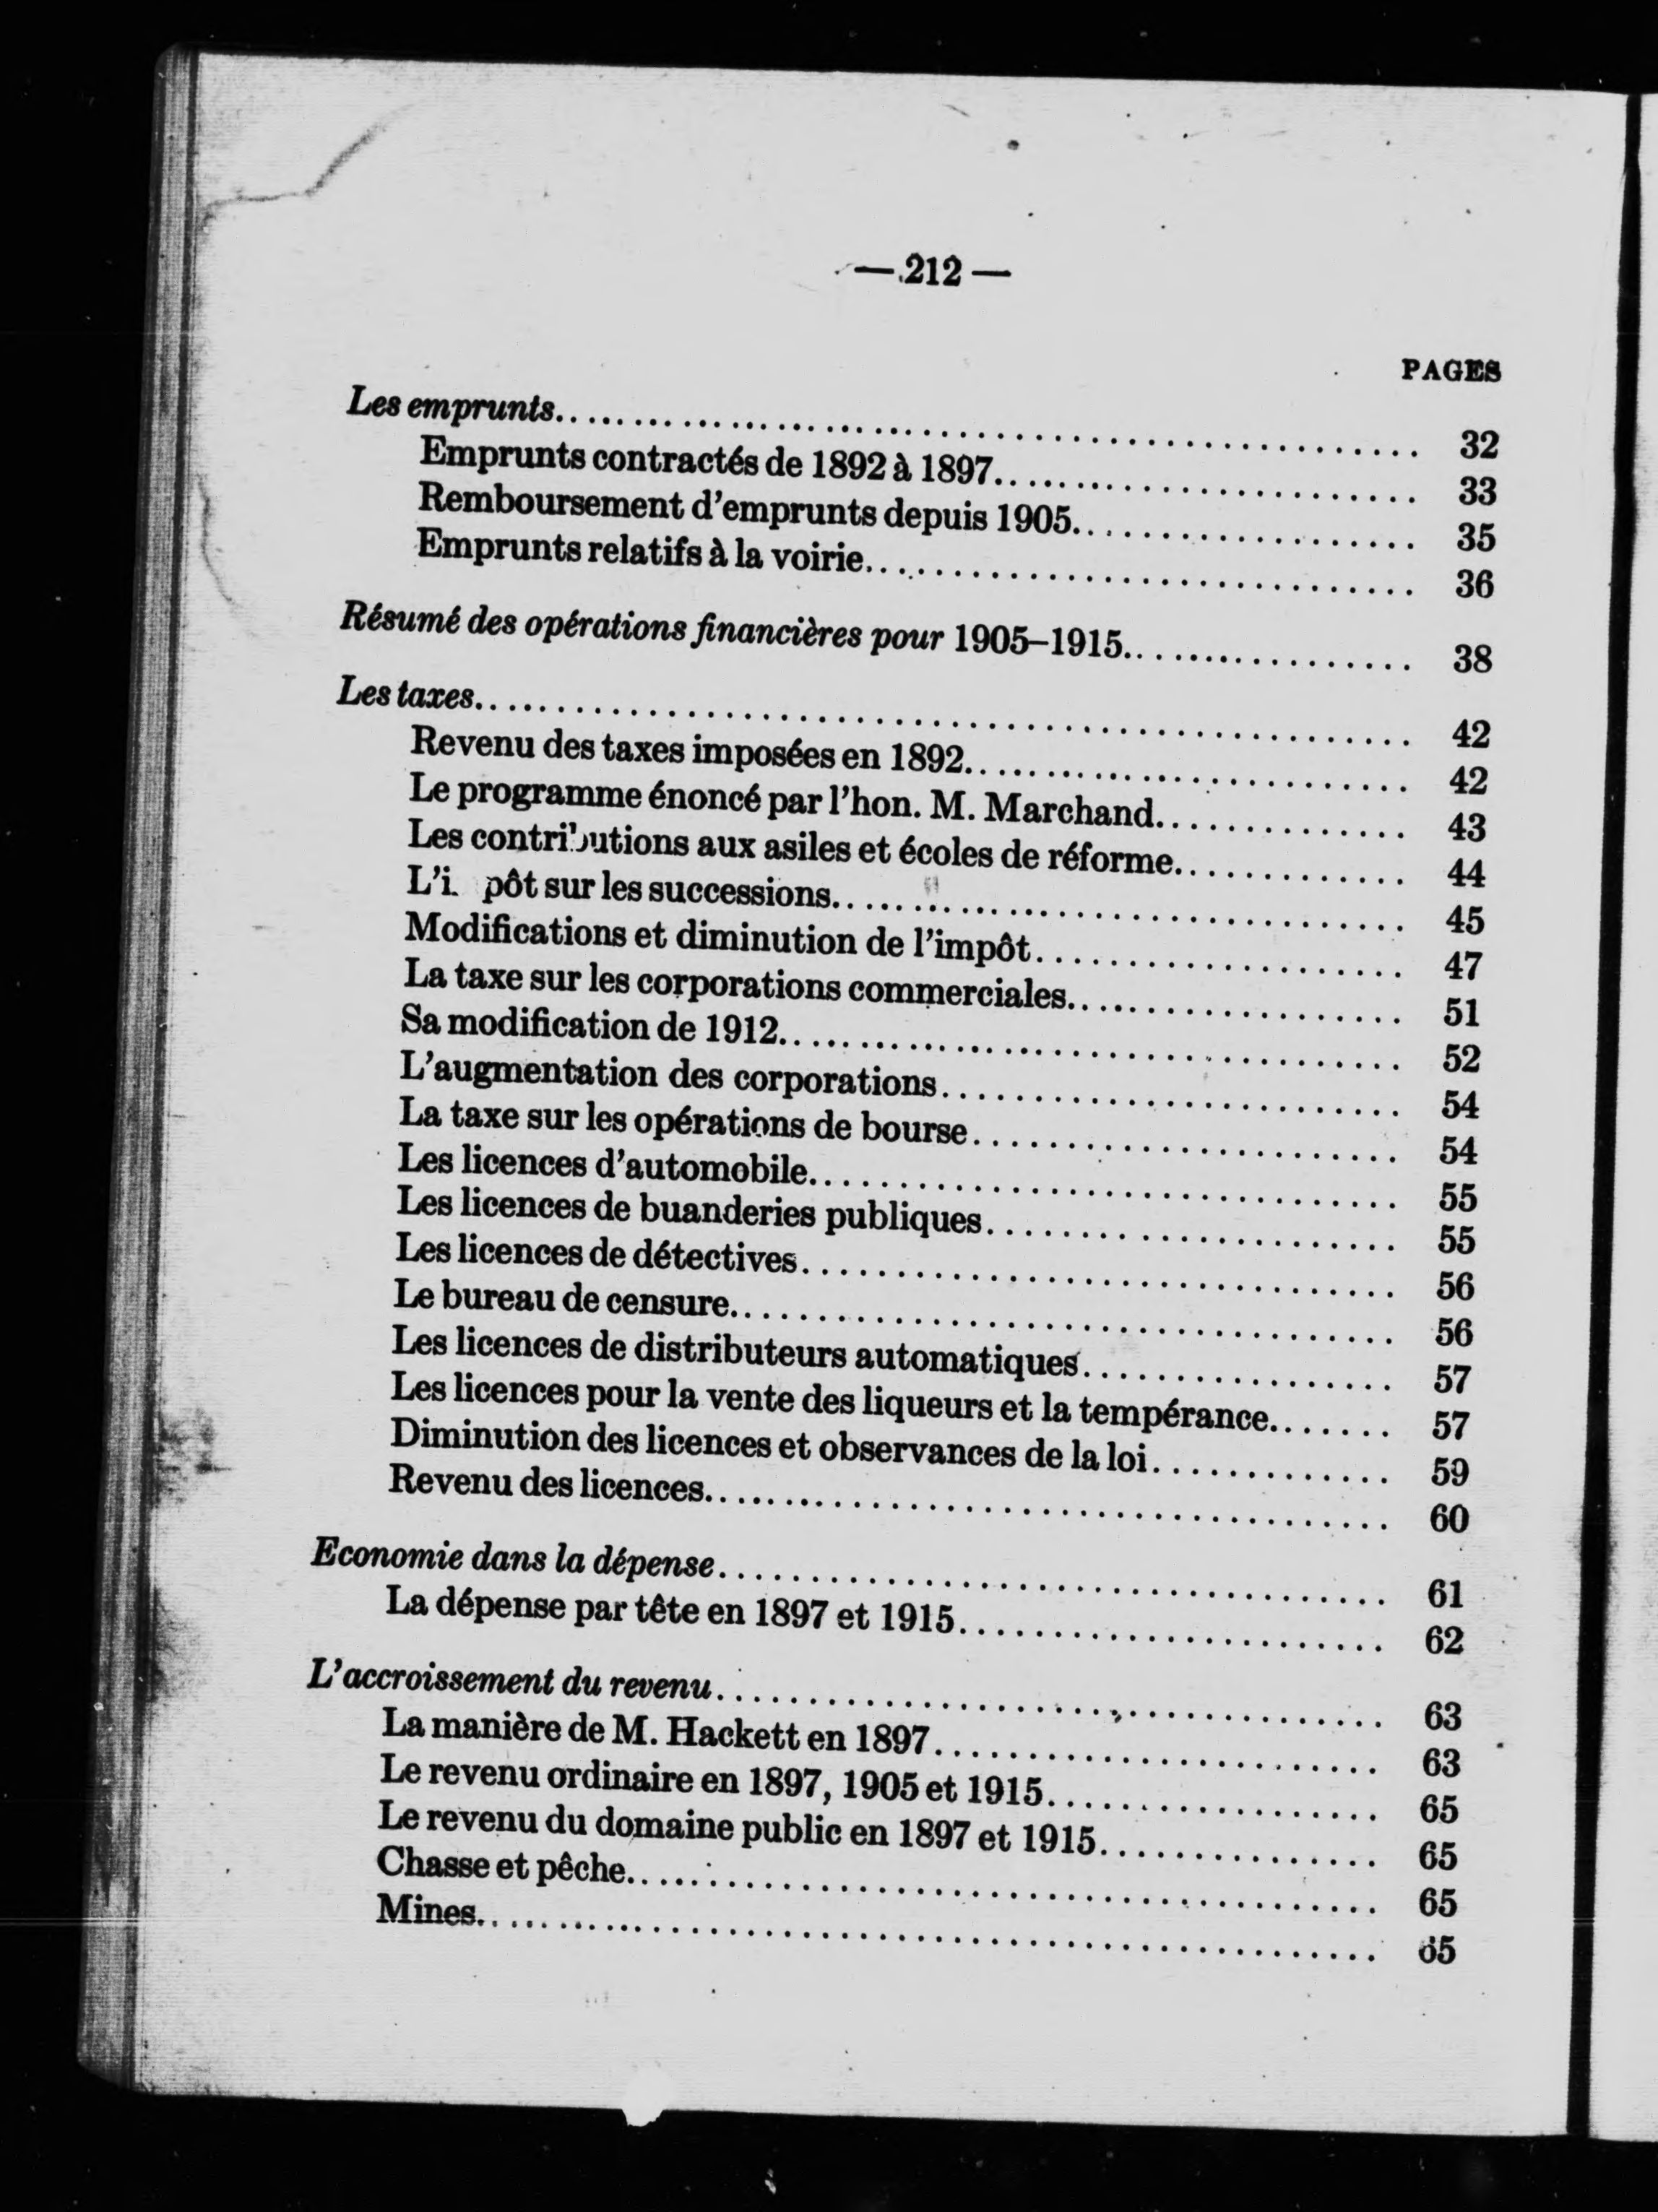 — 212 —
PAGES
Les emprunts........ 32
Emprunts contractés de 1892 à 1897........ 33
Remboursement d'emprunts depuis 1905........ 35
Emprunts relatifs à la voirie........ 36
Résumé des opérations financières pour 1905–1915........ 38
Les taxes........ 42
Revenu des taxes imposées en 1892........ 42
Le programme énoncé par l'hon. M. Marchand........ 43
Les contributions aux asiles et écoles de réforme........ 44
L'i pôt sur les successions........ 45
Modifications et diminution de l'impôt........ 47
La taxe sur les corporations commerciales........ 51
Sa modification de 1912........ 52
L'augmentation des corporations........ 54
La taxe sur les opérations de bourse........ 54
Les licences d'automobile........ 55
Les licences de buanderies publiques........ 55
Les licences de détectives........ 56
Le bureau de censure........ 56
Les licences de distributeurs automatiques........ 57
Les licences pour la vente des liqueurs et la tempérance........ 57
Diminution des licences et observances de la loi........ 59
Revenu des licences........ 60
Economie dans la dépense........ 61
La dépense par tête en 1897 et 1915........ 62
L'accroissement du revenu........ 63
La manière de M. Hackett en 1897........ 63
Le revenu ordinaire en 1897, 1905 et 1915........ 65
Le revenu du domaine public en 1897 et 1915........ 65
Chasse et pêche........ 65
Mines........ 65